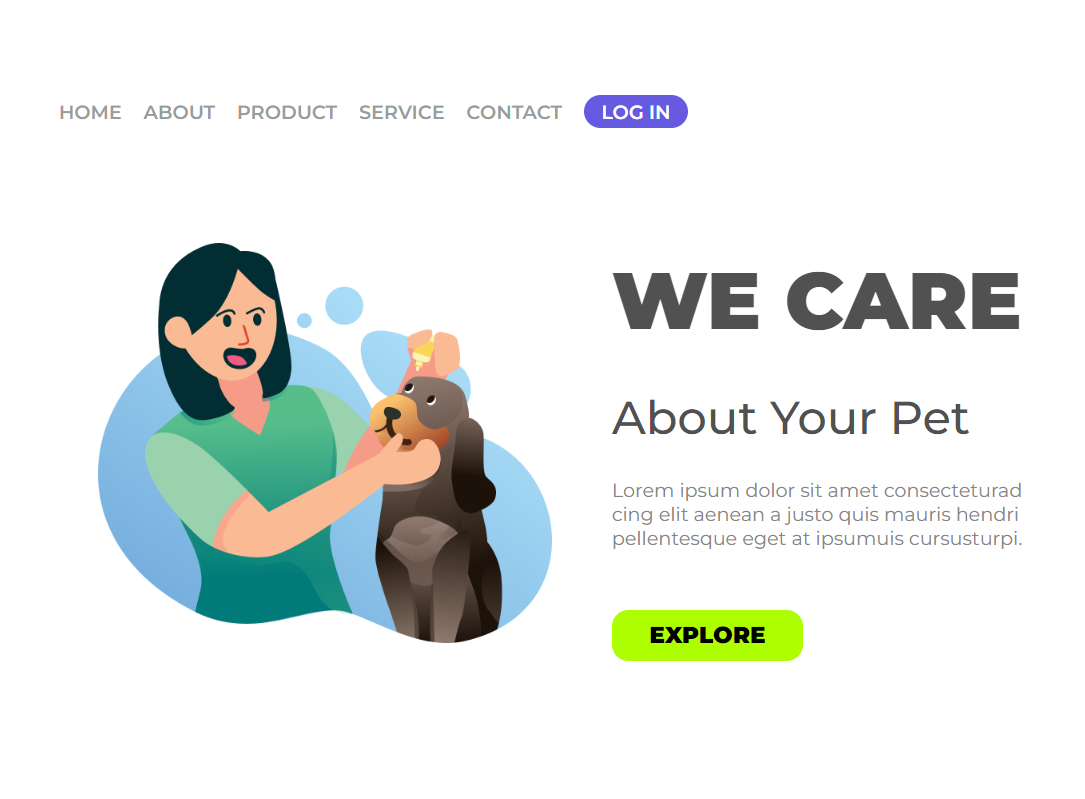 HOME ABOUT PRODUCT SERVICE CONTACT LOG IN
WE CARE
About Your Pet
Lorem ipsum dolor sit amet consecteturad
cing elit aenean a justo quis mauris hendri
pellentesque eget at ipsumuis cursusturpi.
EXPLORE